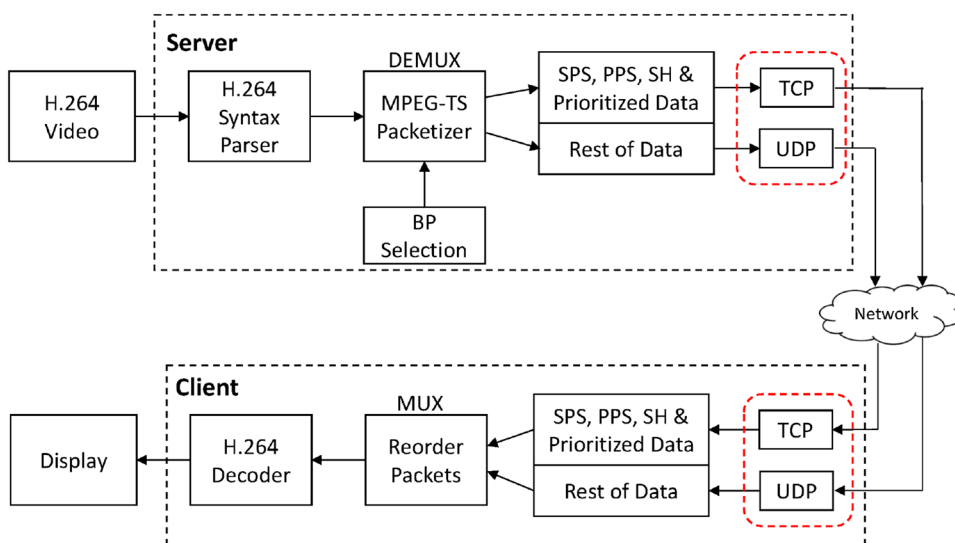 Server
H.264
Video
H.264
Syntax
Parser
DEMUX
MPEG-TS
Packetizer
BP
Selection
SPS, PPS, SH &
Prioritized Data
Rest of Data
TCP
UDP
Network
Client
Display
H.264
Decoder
MUX
Reorder
Packets
SPS, PPS, SH &
Prioritized Data
Rest of Data
TCP
UDP